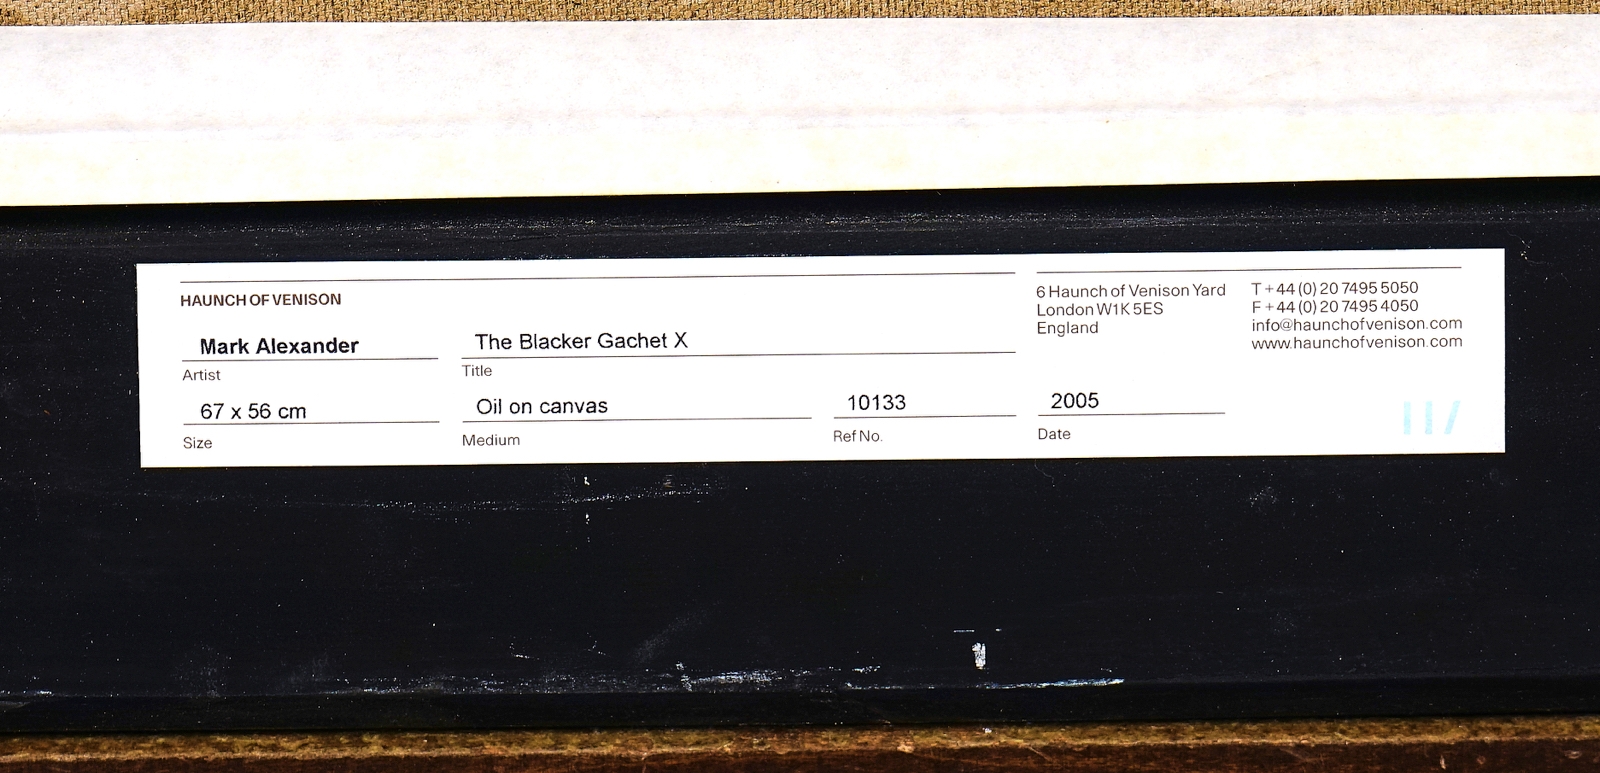 HAUNCH OF VENISON
Mark Alexander
Artist
The Blacker Gachet X
Title
67 x 56 cm
Size
Oil on canvas
Medium
10133
Ref No.
2005
Date
6 Haunch of Venison Yard
London W1K 5ES
England
T +44 (0) 20 7495 5050
F +44 (0) 20 7495 4050
info@haunchofvenison.com
www.haunchofvenison.com